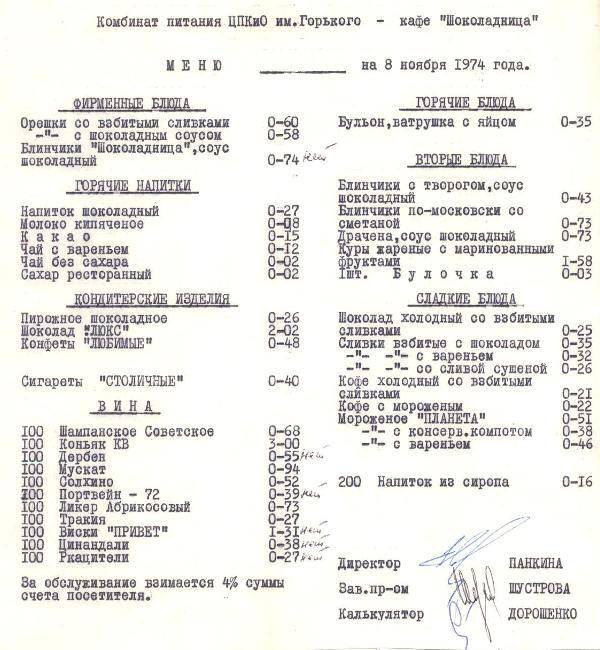 Комбинат питания ЦПКиО им.Горького - кафе "Шоколадница"
МЕНЮ на 8 ноября 1974 года.
ФИРМЕННЫЕ БЛЮДА
Орешки со взбитыми сливками 0-60
-"- с шоколадным соусом 0-58
Блинчики "Шоколадница",соус
шоколадный 0-74 нет
ГОРЯЧИЕ НАПИТКИ
Напиток шоколадный 0-27
Молоко кипяченое 0-08
Какао 0-15
Чай с вареньем 0-12
Чай без сахара 0-02
Сахар ресторанный 0-02
КОНДИТЕРСКИЕ ИЗДЕЛИЯ
Пирожное шоколадное 0-26
Шоколад "ЛЮКС" 2-02
Конфеты "ЛЮБИМЫЕ" 0-48
Сигареты "СТОЛИЧНЫЕ" 0-40
ВИНА
100 Шампанское Советское 0-68
100 Коньяк КВ 3-00
100 Дербен 0-55 нет
100 Мускат 0-94
100 Солхино 0-52
100 Портвейн - 72 0-39 нет
100 Ликер Абрикосовый 0-73
100 Тракия 0-27
100 Виски "ПРИВЕТ" 1-31 нет
100 Цинандали 0-38 нет
100 Ркацители 0-27 нет
За обслуживание взимается 4% суммы
счета посетителя.
ГОРЯЧИЕ БЛЮДА
Бульон,ватрушка с яйцом 0-35
ВТОРЫЕ БЛЮДА
Блинчики с творогом,соус
шоколадный 0-43
Блинчики по-московски со
сметаной 0-73
Драчена,соус шоколадный 0-73
Куры жареные с маринованными
фруктами 1-58
1шт. Булочка 0-03
СЛАДКИЕ БЛЮДА
Шоколад холодный со взбитыми
сливками 0-25
Сливки взбитые с шоколадом 0-35
-"- -"- с вареньем 0-32
-"- -"- со сливой сушеной 0-26
Кофе холодный со взбитыми
сливками 0-21
Кофе с мороженым 0-22
Мороженое "ПЛАНЕТА" 0-51
-"- с консерв.компотом 0-38
-"- с вареньем 0-46
200 Напиток из сиропа 0-16
Директор ПАНКИНА
Зав.пр-ом ШУСТРОВА
Калькулятор ДОРОШЕНКО